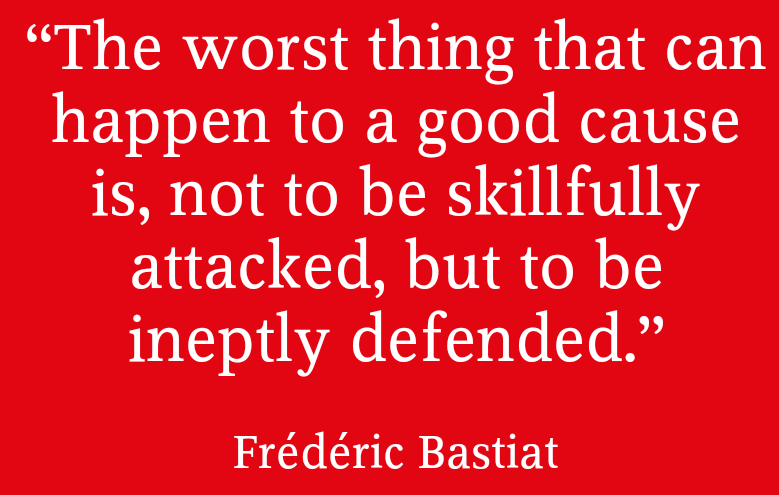 “The worst thing that can
happen to a good cause
is, not to be skillfully
attacked, but to be
ineptly defended.”
Frédéric Bastiat